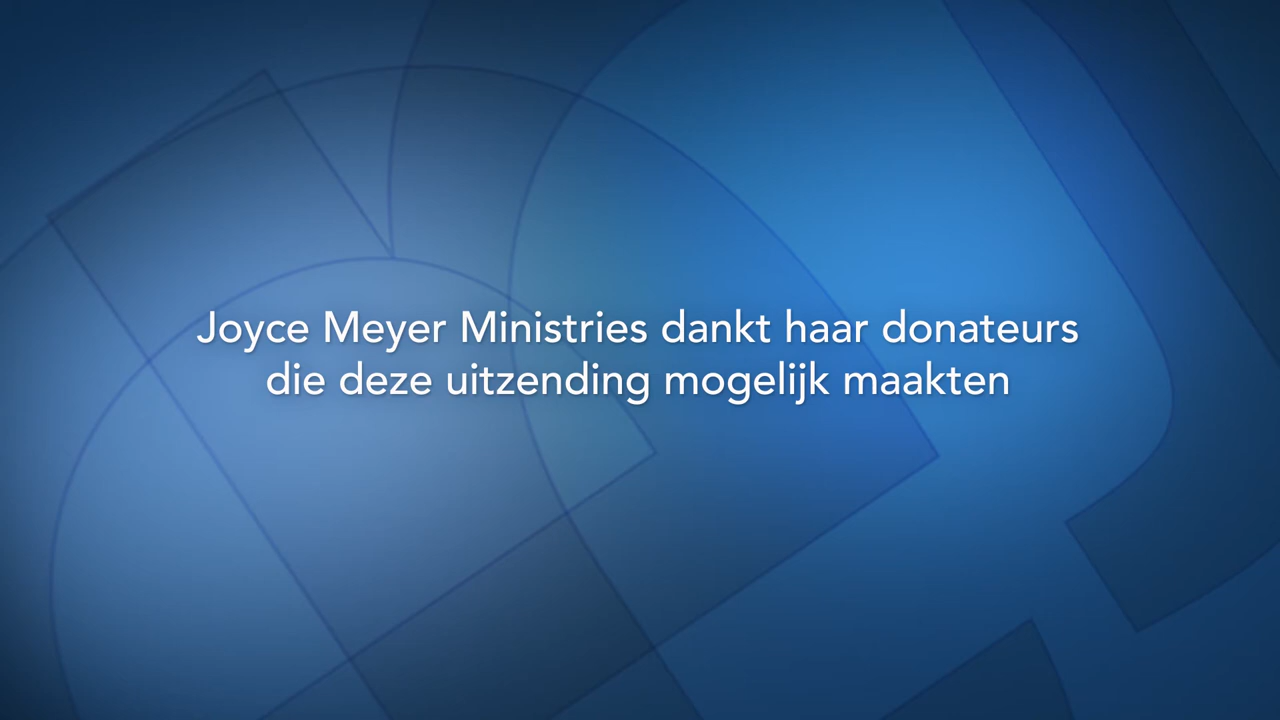 Joyce Meyer Ministries dankt haar donateurs
die deze uitzending mogelijk maakten